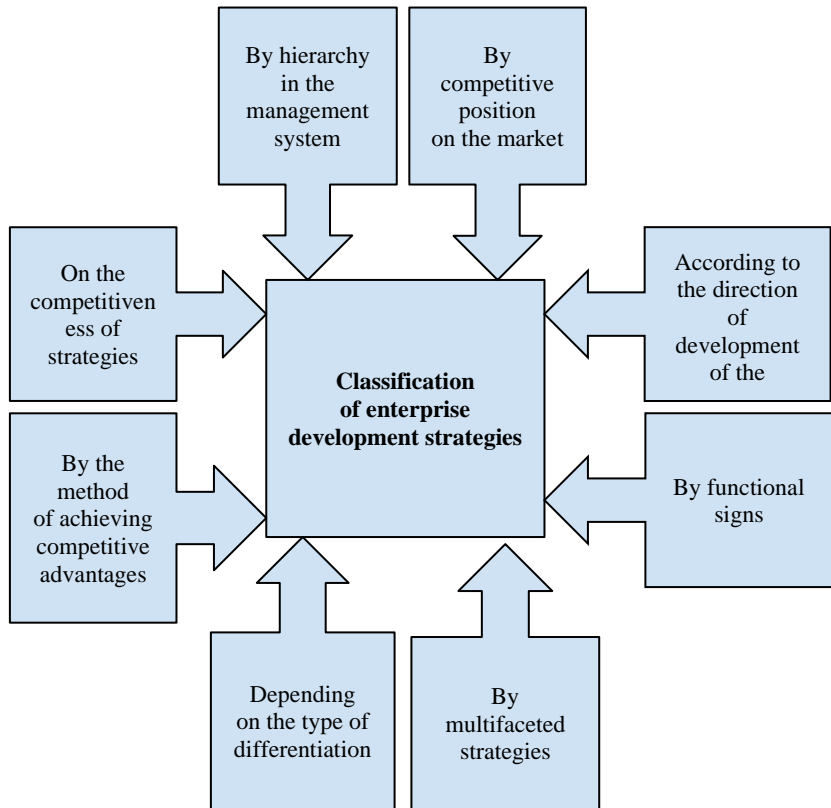 By hierarchy
in the
management
system
By
competitive
position
on the market
On the
competitiven
ess of
strategies
According to
the direction
of
development
of the
Classification
of enterprise
development strategies
By the
method
of achieving
competitive
advantages
By functional
signs
Depending
on the type of
differentiation
By
multifaceted
strategies